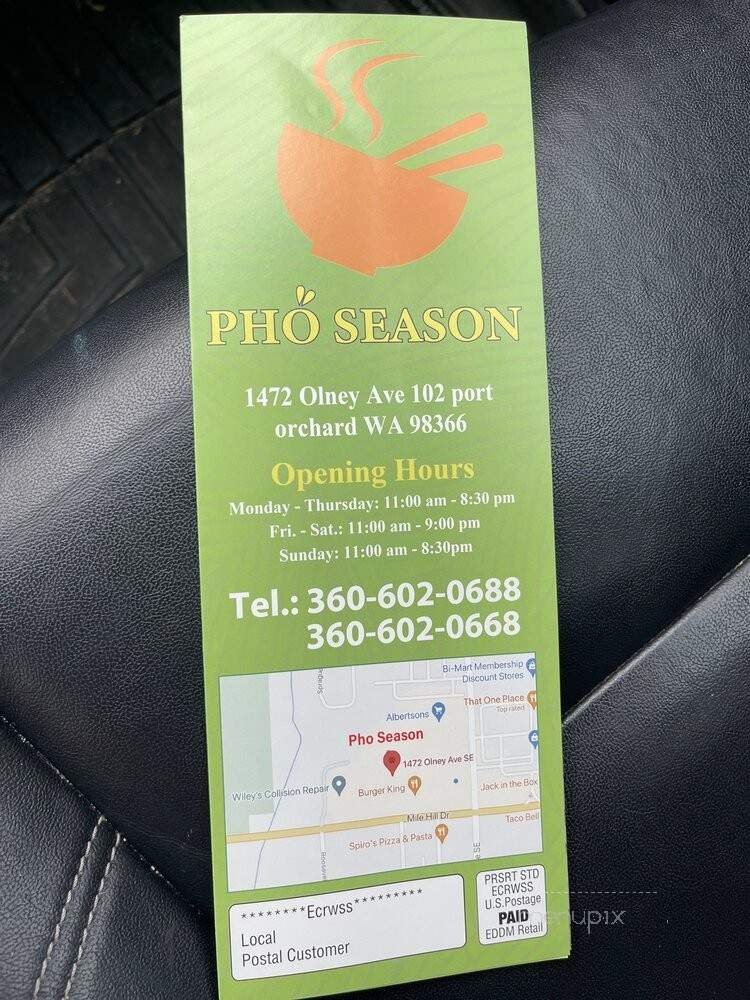 PHỞ SEASON
1472 Olney Ave 102 port
orchard WA 98366
Opening Hours
Monday - Thursday: 11:00 am - 8:30 pm
Fri. - Sat.: 11:00 am - 9:00 pm
Sunday: 11:00 am - 8:30pm
Tel.: 360-602-0688
360-602-0668
Bi-Mart Membership
Discount Stores
That One Place
Top rated
Albertsons
Pho Season
1472 Olney Ave SE
Wiley's Collision Repair
Burger King
Jack in the Box
Mile Hill Dr
Taco Bell
Spiro's Pizza & Pasta
e SE
********Ecrwss*********
Local
Postal Customer
PRSRT STD
ECRWSS
U.S.Postage
PAID
EDDM Retail
menupix